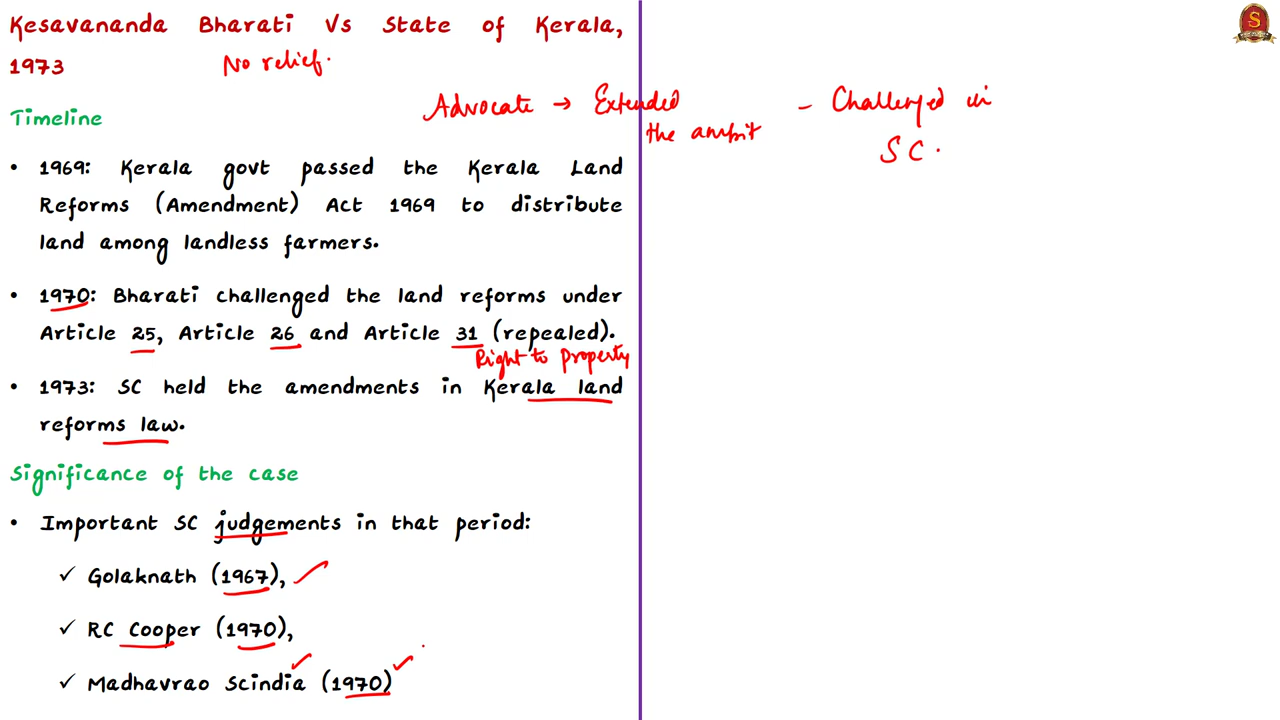 Kesavananda Bharati Vs State of Kerala,
1973
No relief.
Advocate → Extended
the ambit
- Challenged in
SC.
Timeline
• 1969: Kerala govt passed the Kerala Land
Reforms (Amendment) Act 1969 to distribute
land among landless farmers.
• 1970: Bharati challenged the land reforms under
Article 25, Article 26 and Article 31 (repealed).
Right to property
• 1973: SC held the amendments in Kerala land
reforms law.
Significance of the case
• Important SC judgements in that period:
✓ Golaknath (1967),
✓ RC Cooper (1970),
✓ Madhavrao Scindia (1970)